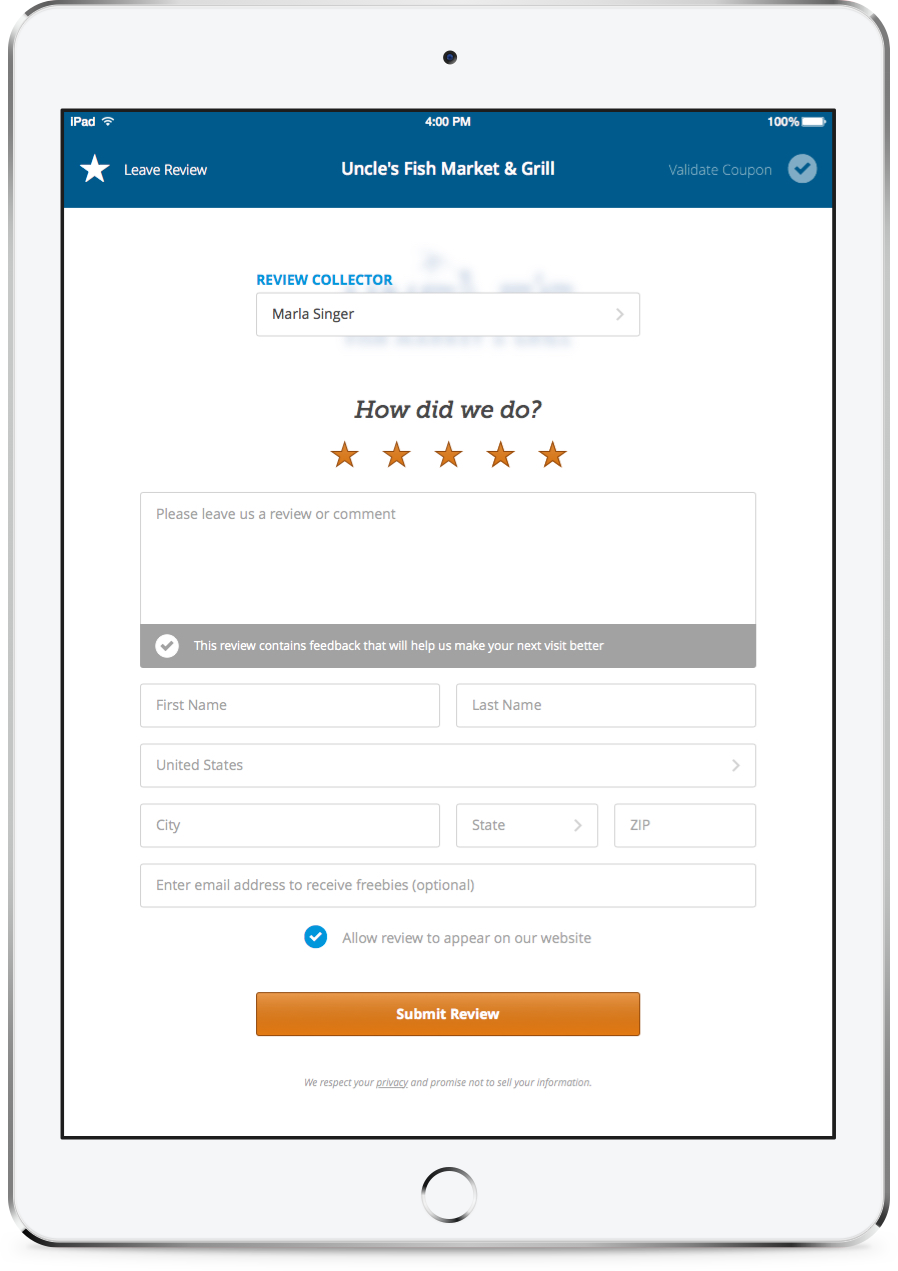 iPad 4:00 PM 100%
Leave Review Uncle's Fish Market & Grill Validate Coupon
REVIEW COLLECTOR
Marla Singer
How did we do?
Please leave us a review or comment
This review contains feedback that will help us make your next visit better
First Name Last Name
United States
City State ZIP
Enter email address to receive freebies (optional)
Allow review to appear on our website
Submit Review
We respect your privacy and promise not to sell your information.